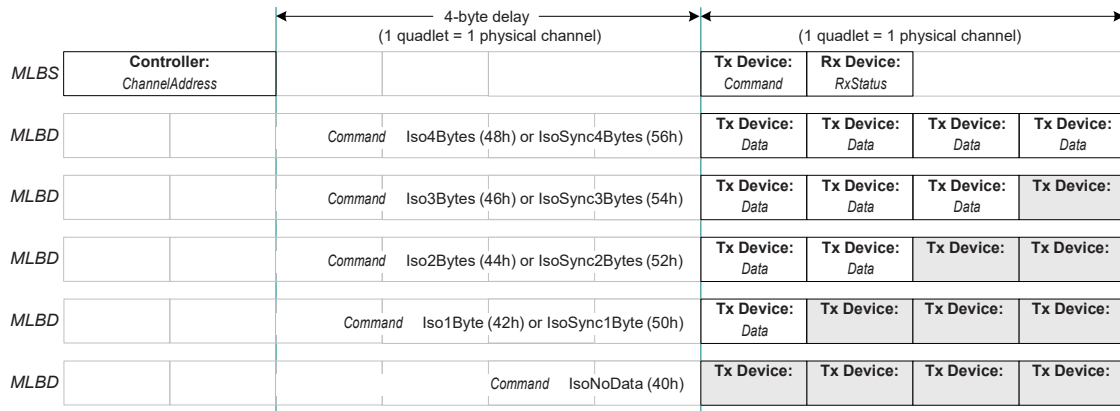 4-byte delay
(1 quadlet = 1 physical channel) (1 quadlet = 1 physical channel)
MLBS Controller: Tx Device: Rx Device:
ChannelAddress Command RxStatus
MLBD Command Iso4Bytes (48h) or IsoSync4Bytes (56h) Tx Device: Tx Device: Tx Device: Tx Device:
Data Data Data Data
MLBD Command Iso3Bytes (46h) or IsoSync3Bytes (54h) Tx Device: Tx Device: Tx Device: Tx Device:
Data Data Data
MLBD Command Iso2Bytes (44h) or IsoSync2Bytes (52h) Tx Device: Tx Device: Tx Device: Tx Device:
Data Data
MLBD Command Iso1Byte (42h) or IsoSync1Byte (50h) Tx Device: Tx Device: Tx Device: Tx Device:
Data
MLBD Command IsoNoData (40h) Tx Device: Tx Device: Tx Device: Tx Device: